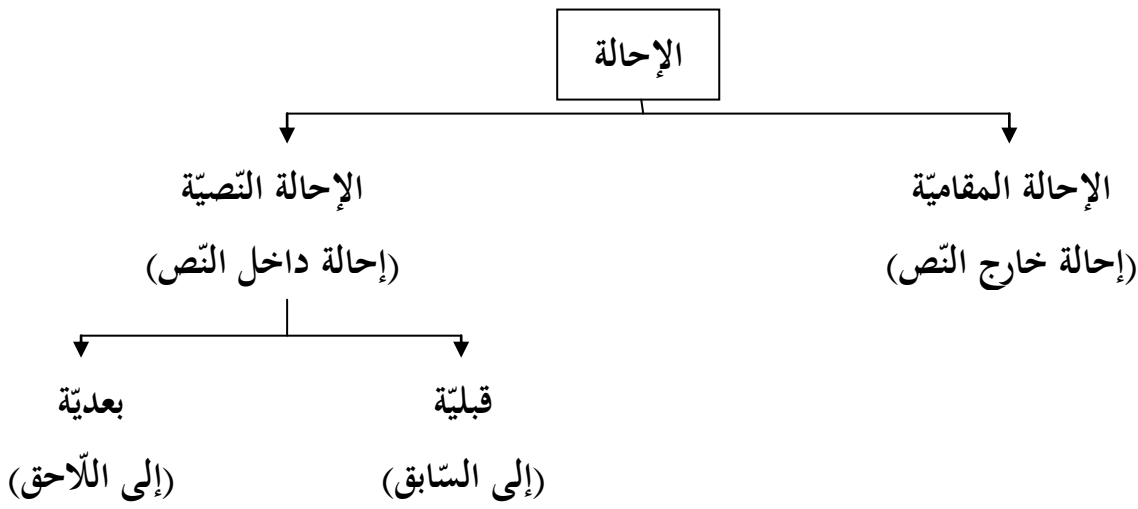 الإحالة
الإحالة المقاميّة
(إحالة خارج النّص)
الإحالة النّصيّة
(إحالة داخل النّص)
قبليّة
(إلى السّابق)
بعديّة
(إلى اللّاحق)